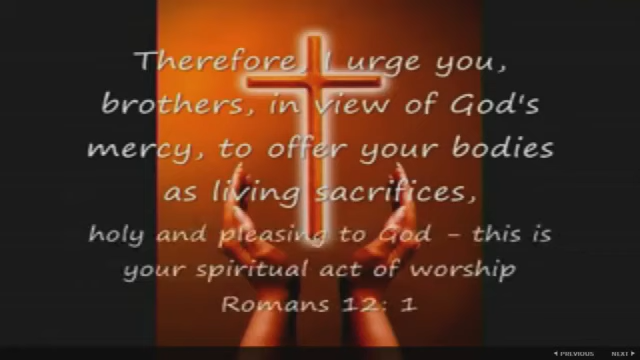 Therefore, I urge you,
brothers, in view of God's
mercy, to offer your bodies
as living sacrifices,
holy and pleasing to God - this is
your spiritual act of worship
Romans 12: 1
PREVIOUS NEXT